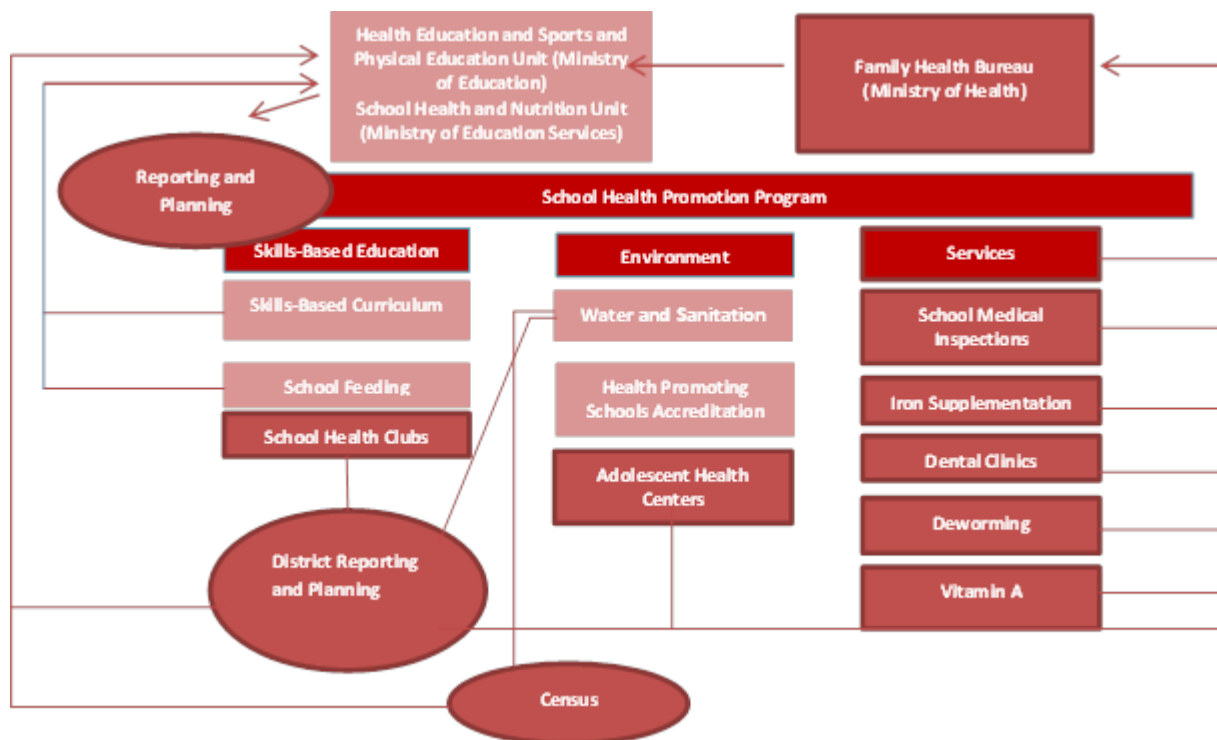 Health Education and Sports and
Physical Education Unit (Ministry
of Education)
School Health and Nutrition Unit
(Ministry of Education Services)
Family Health Bureau
(Ministry of Health)
Reporting and
Planning
School Health Promotion Program
Skills-Based Education
Skills-Based Curriculum
School Feeding
School Health Clubs
Environment
Water and Sanitation
Health Promoting
Schools Accreditation
Adolescent Health
Centers
Services
School Medical
Inspections
Iron Supplementation
Dental Clinics
Deworming
Vitamin A
District Reporting
and Planning
Census